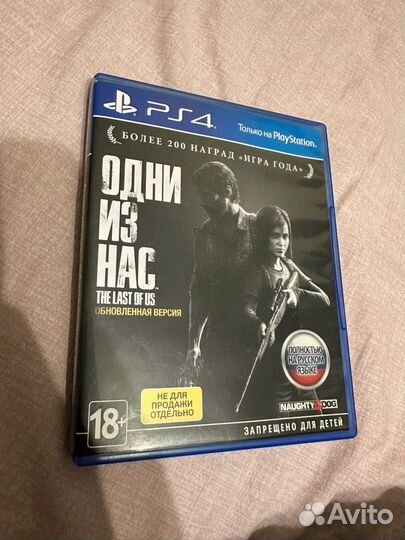 PS4
Только на PlayStation
БОЛЕЕ 200 НАГРАД «ИГРА ГОДА»
ОДНИ
ИЗ
НАС
THE LAST OF US
ОБНОВЛЕННАЯ ВЕРСИЯ
ПОЛНОСТЬЮ
НА РУССКОМ
ЯЗЫКЕ
НЕ ДЛЯ
ПРОДАЖИ
ОТДЕЛЬНО
NAUGHTY DOG
18+
ЗАПРЕЩЕНО ДЛЯ ДЕТЕЙ
Avito